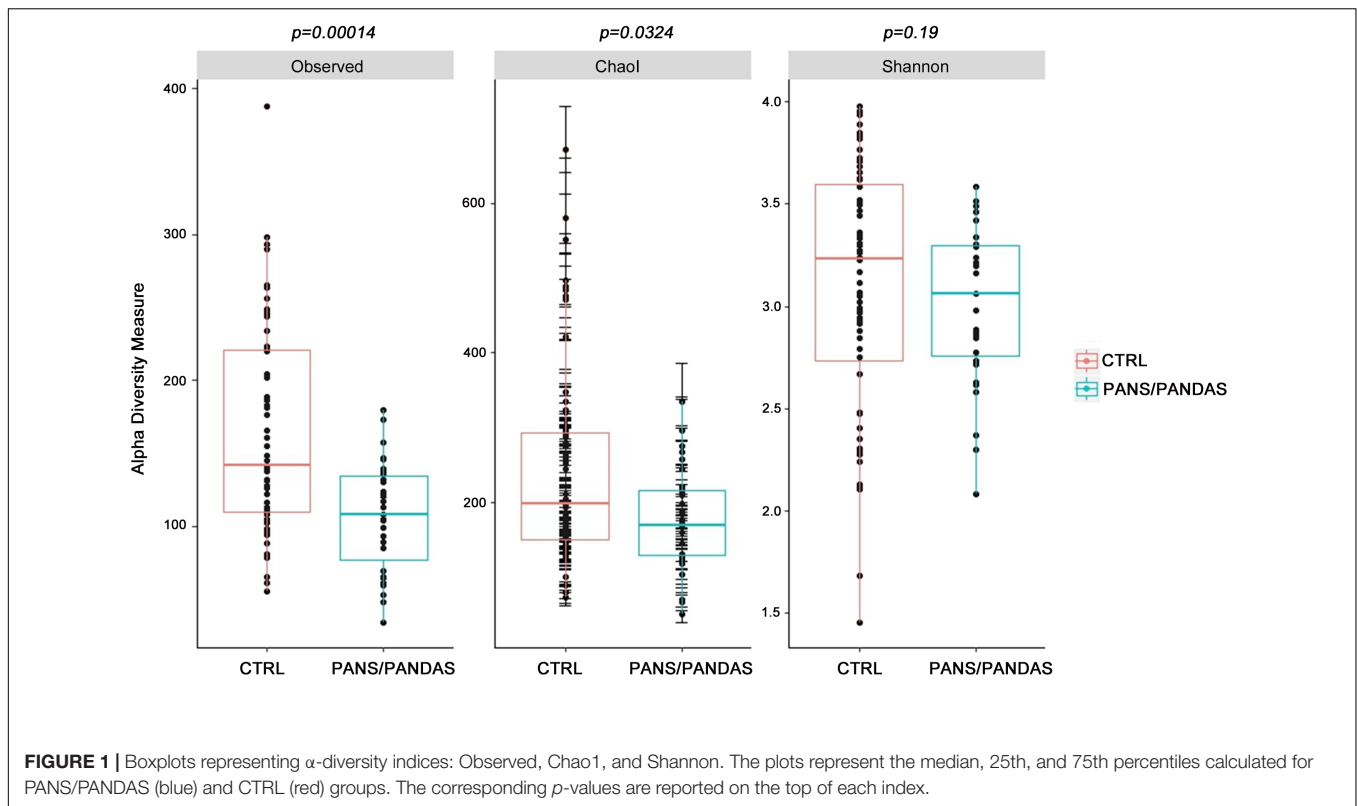 p=0.00014
p=0.0324
p=0.19
Observed
ChaoI
Shannon
Alpha Diversity Measure
400
300
200
100
600
400
200
4.0
3.5
3.0
2.5
2.0
1.5
CTRL
PANS/PANDAS
CTRL
PANS/PANDAS
CTRL
PANS/PANDAS
CTRL
PANS/PANDAS
FIGURE 1 | Boxplots representing α-diversity indices: Observed, Chao1, and Shannon. The plots represent the median, 25th, and 75th percentiles calculated for
PANS/PANDAS (blue) and CTRL (red) groups. The corresponding p-values are reported on the top of each index.